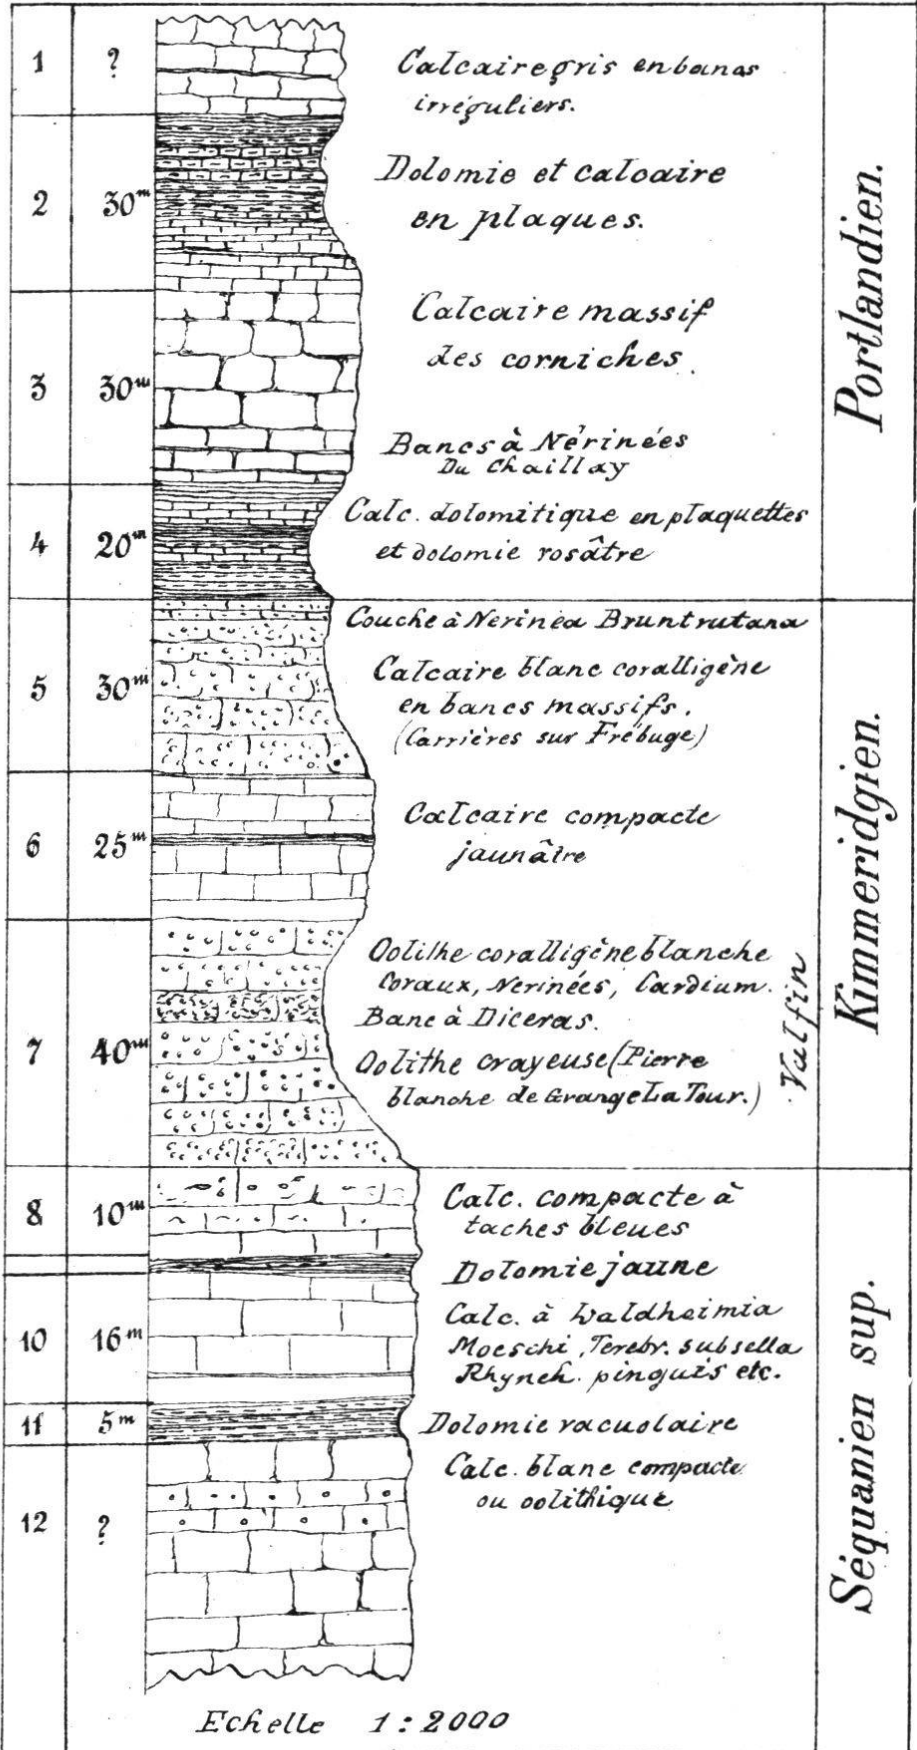 1 ? Calcaire gris en bancs
irréguliers.
2 30m Dolomie et calcaire
en plaques.
Portlandien.
3 30m Calcaire massif
des corniches.
Bancs à Nérinées
Du Chaillay
4 20m Calc. dolomitique en plaquettes
et dolomie rosâtre
Couche à Nerinea Bruntrutana
5 30m Calcaire blanc coralligène
en bancs massifs.
(Carrières sur Frébuge)
Kimmeridgien.
6 25m Calcaire compacte
jaunâtre
7 40m Oolithe coralligène blanche
Coraux, Nerinées, Cardium.
Banc à Diceras.
Oolithe crayeuse (Pierre
blanche de Grange La Tour.)
Valfin
8 10m Calc. compacte à
taches bleues
Dolomie jaune
10 16m Calc. à Waldheimia
Moeschi, Terebr. subsella
Rhynch. pinguis etc.
Séquanien sup.
11 5m Dolomie vacuolaire
12 ? Calc. blanc compacte
ou oolithique
Echelle 1:2000